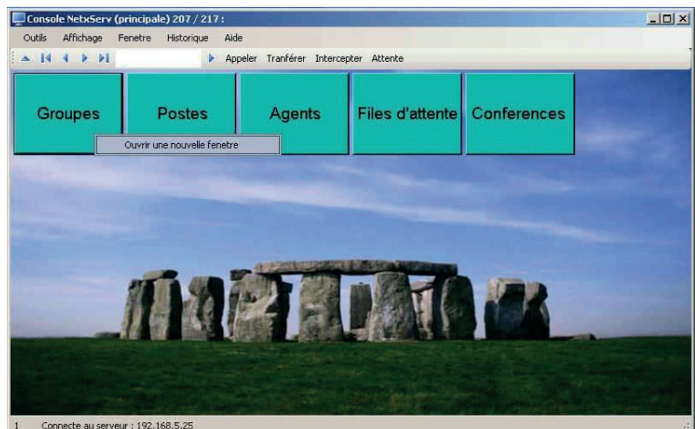 Console NetxServ (principale) 207 / 217 :
Outils Affichage Fenetre Historique Aide
Appeler Tranférer Intercepter Attente
Groupes Postes Agents Files d'attente Conferences
Ouvrir une nouvelle fenetre
1 Connecte au serveur : 192.168.5.25